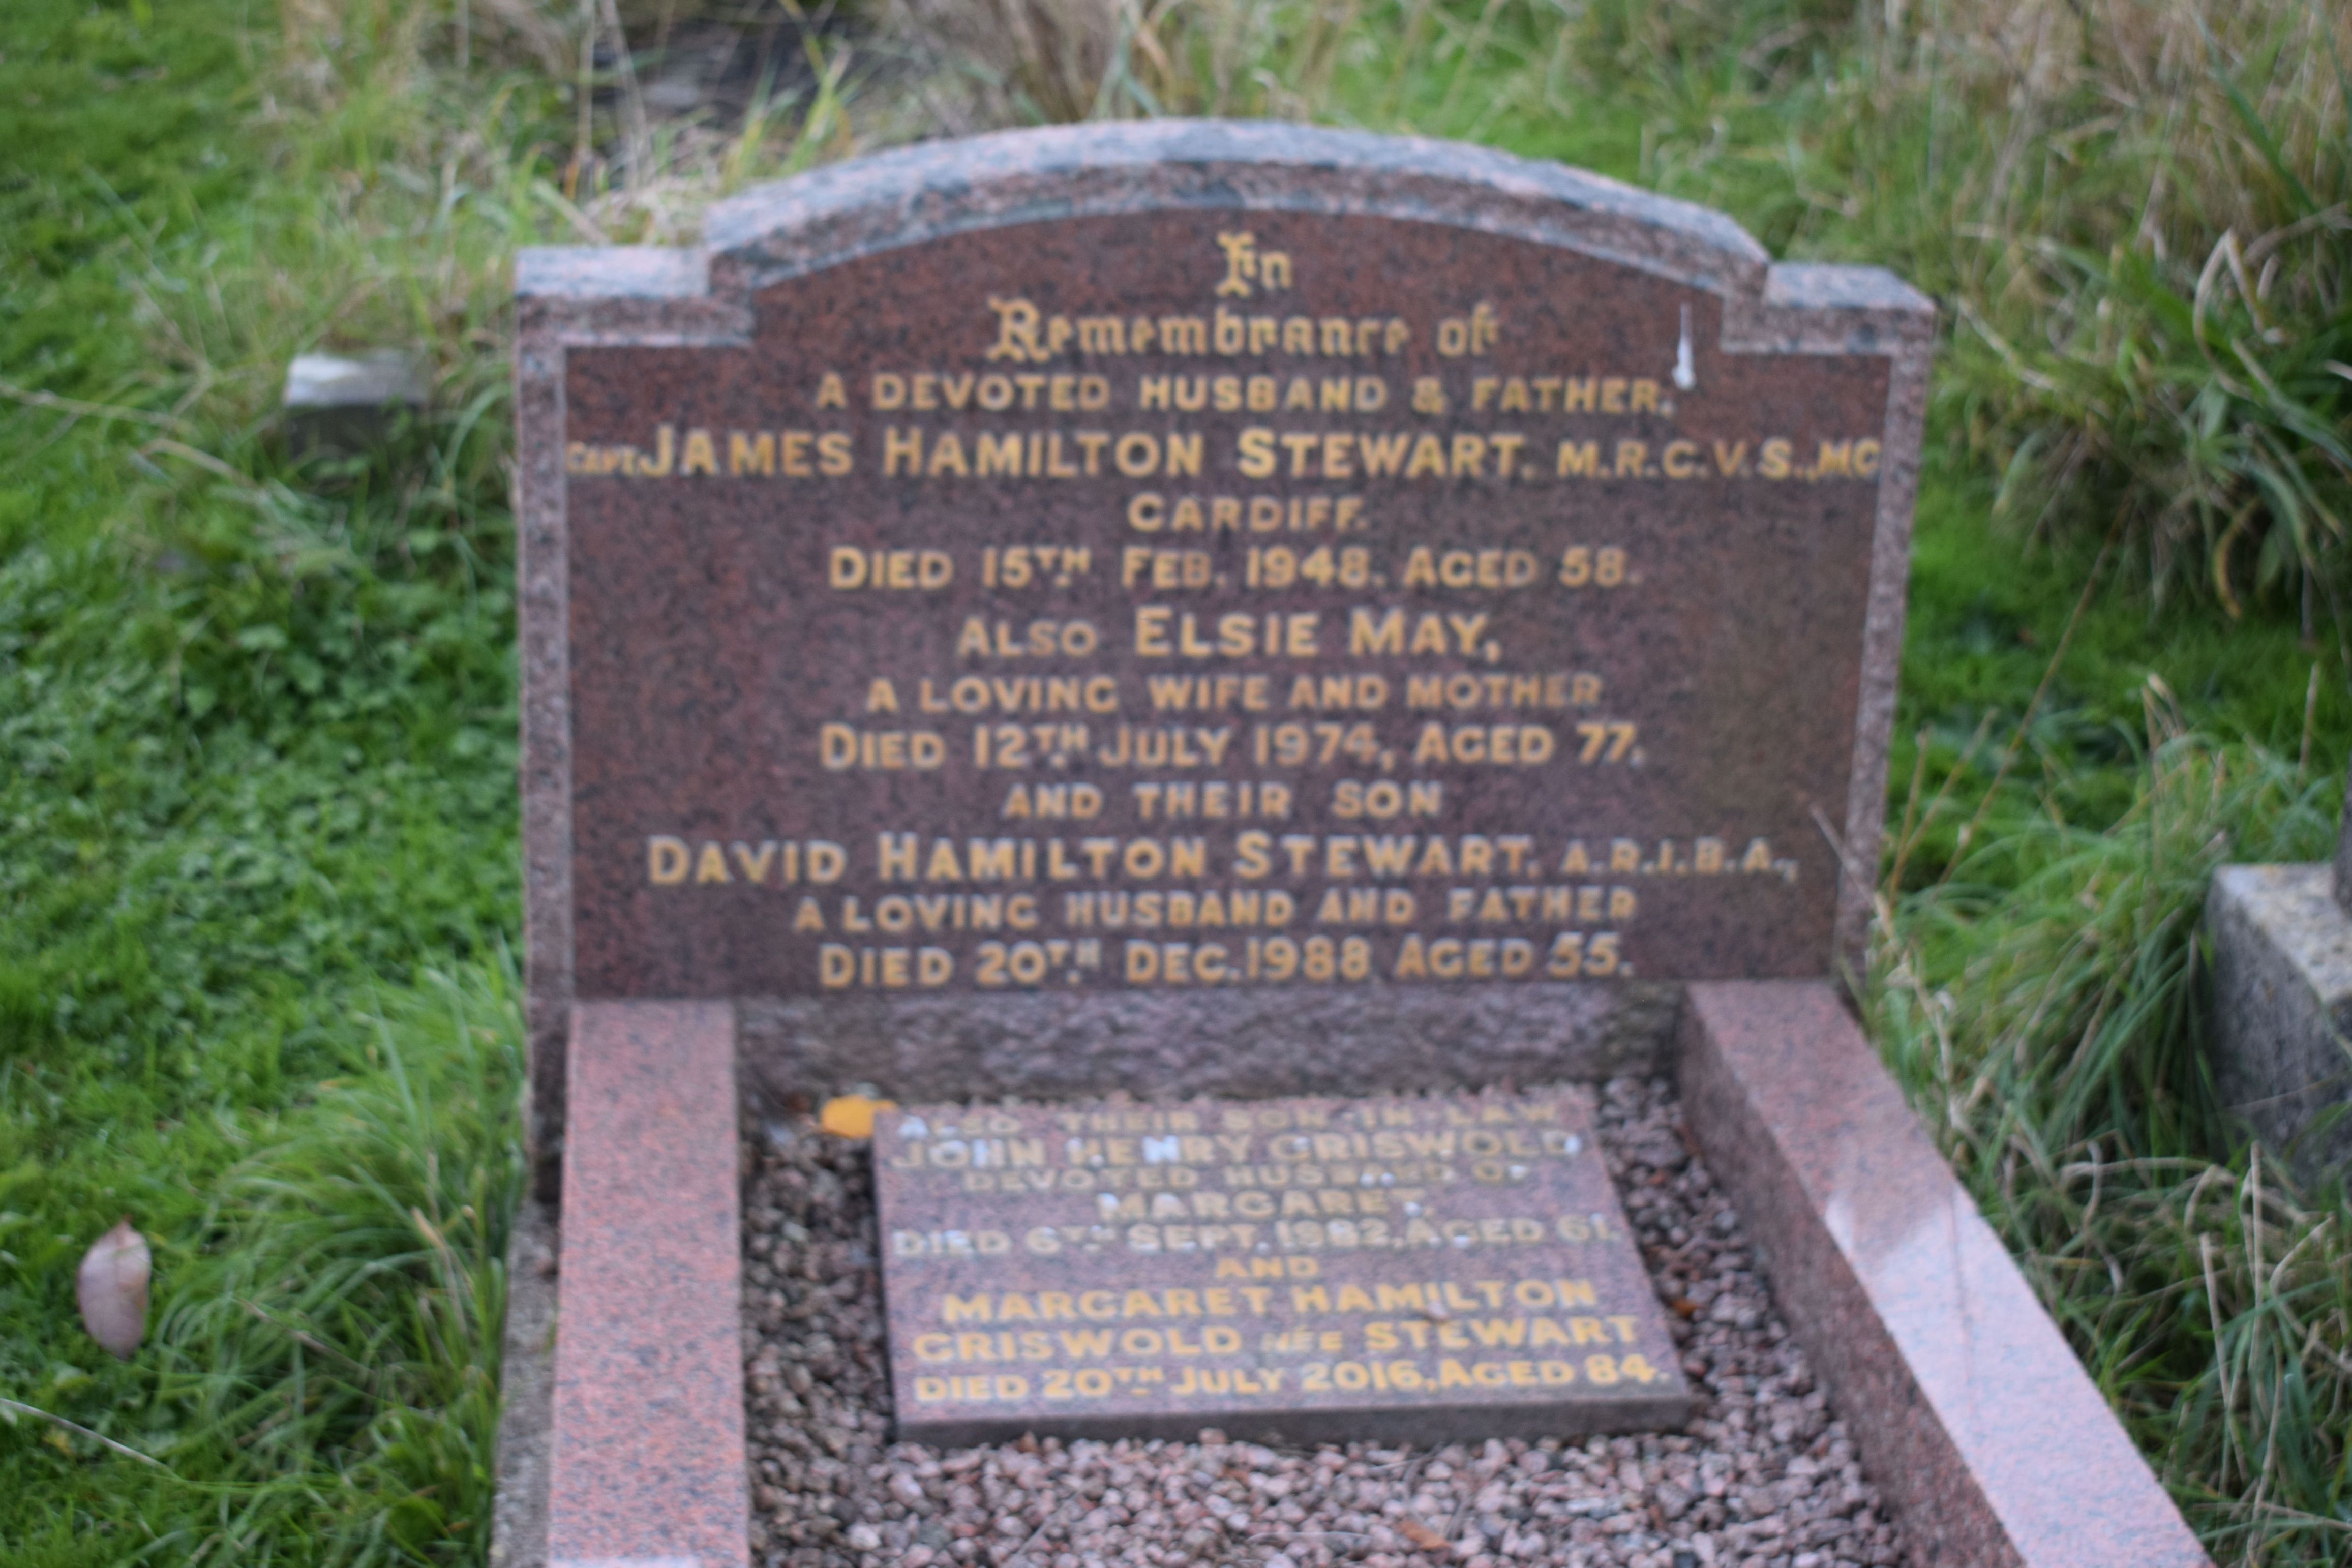 In
Remembrance of
A DEVOTED HUSBAND & FATHER,
CAPT. JAMES HAMILTON STEWART. M.R.C.V.S., MC
CARDIFF.
DIED 15TH FEB. 1948. AGED 58.
ALSO ELSIE MAY,
A LOVING WIFE AND MOTHER
DIED 12TH JULY 1974, AGED 77.
AND THEIR SON
DAVID HAMILTON STEWART. A.R.I.B.A.,
A LOVING HUSBAND AND FATHER
DIED 20TH DEC. 1988 AGED 55.
ALSO THEIR SON-IN-LAW
JOHN HENRY GRISWOLD
DEVOTED HUSBAND OF
MARGARET.
DIED 6TH SEPT. 1982, AGED 61.
AND
MARGARET HAMILTON
GRISWOLD née STEWART
DIED 20TH JULY 2016, AGED 84.